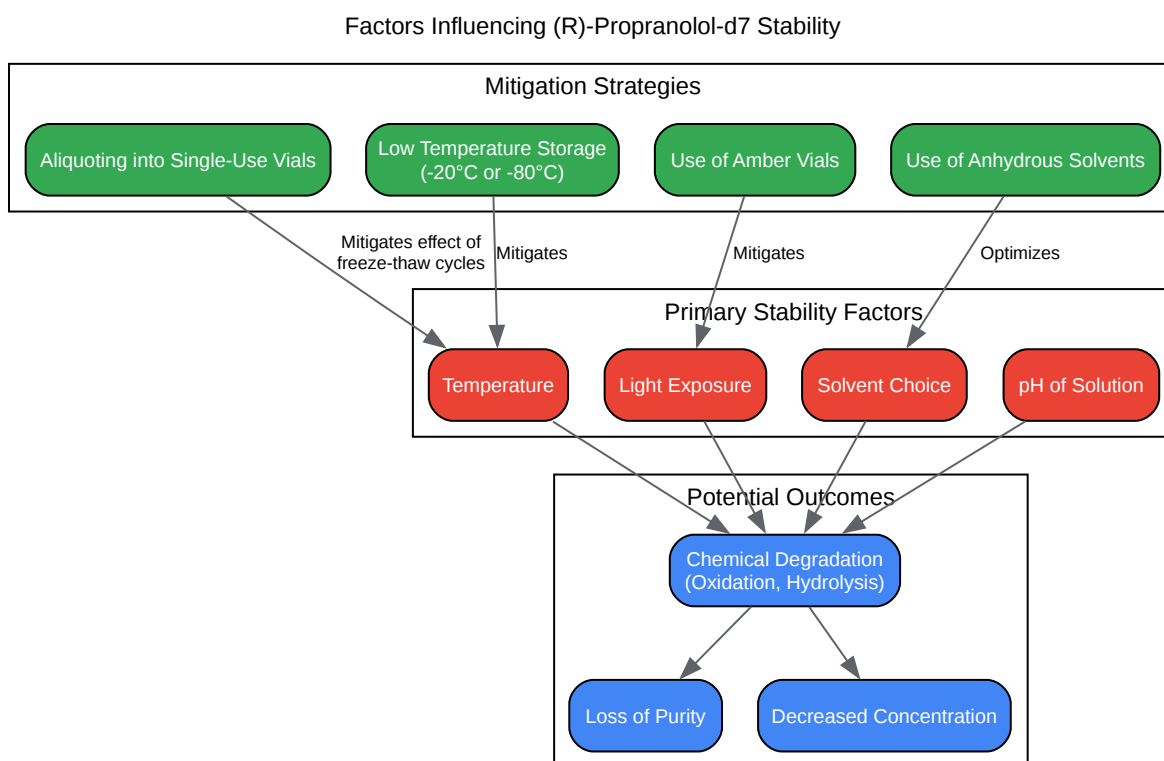 Factors Influencing (R)-Propranolol-d7 Stability
Mitigation Strategies
Aliquoting into Single-Use Vials
Low Temperature Storage
(-20°C or -80°C)
Use of Amber Vials
Use of Anhydrous Solvents
Mitigates effect of
freeze-thaw cycles
Mitigates
Mitigates
Optimizes
Primary Stability Factors
Temperature
Light Exposure
Solvent Choice
pH of Solution
Potential Outcomes
Chemical Degradation
(Oxidation, Hydrolysis)
Loss of Purity
Decreased Concentration